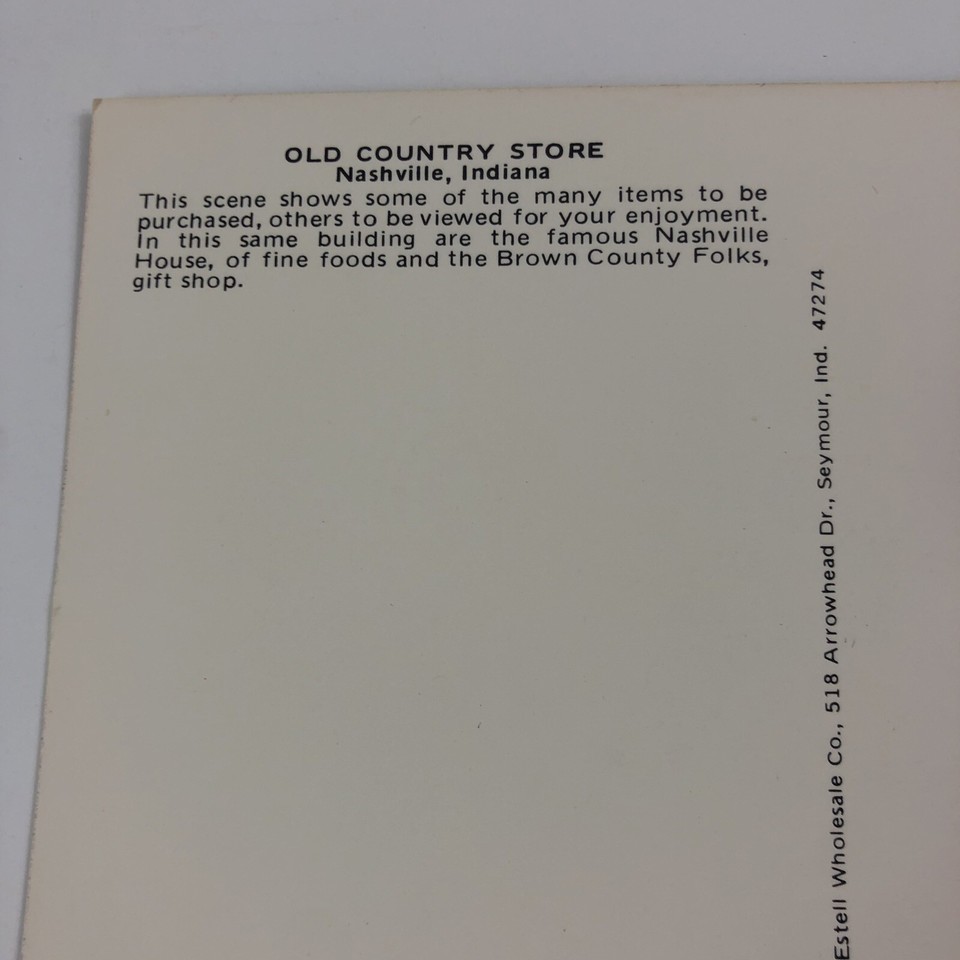 OLD COUNTRY STORE
Nashville, Indiana
This scene shows some of the many items to be
purchased, others to be viewed for your enjoyment.
In this same building are the famous Nashville
House, of fine foods and the Brown County Folks,
gift shop.
Estell Wholesale Co., 518 Arrowhead Dr., Seymour, Ind. 47274